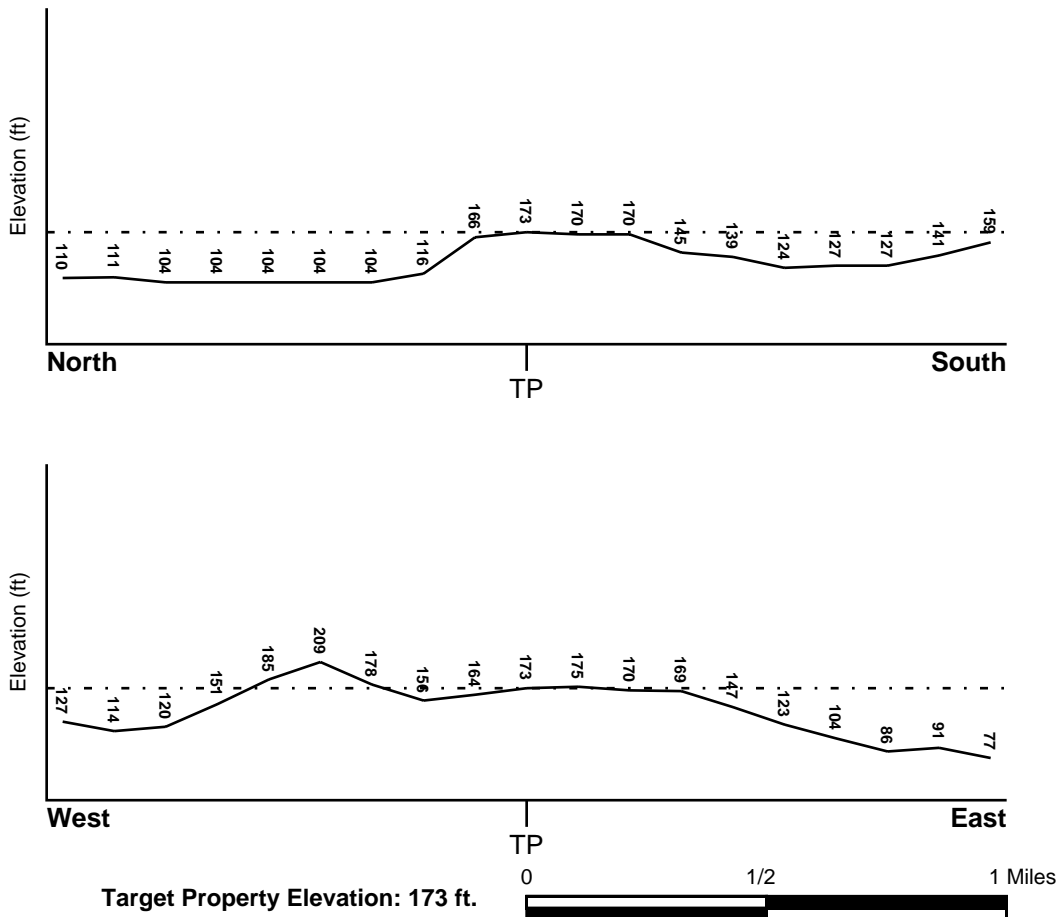 Elevation (ft)
110 111 104 104 104 104 104 116 166 173 170 170 145 139 124 127 127 141 159
North South
TP
Elevation (ft)
127 114 120 151 185 209 178 156 164 173 175 170 169 147 123 104 86 91 77
West East
TP
Target Property Elevation: 173 ft.
0 1/2 1 Miles